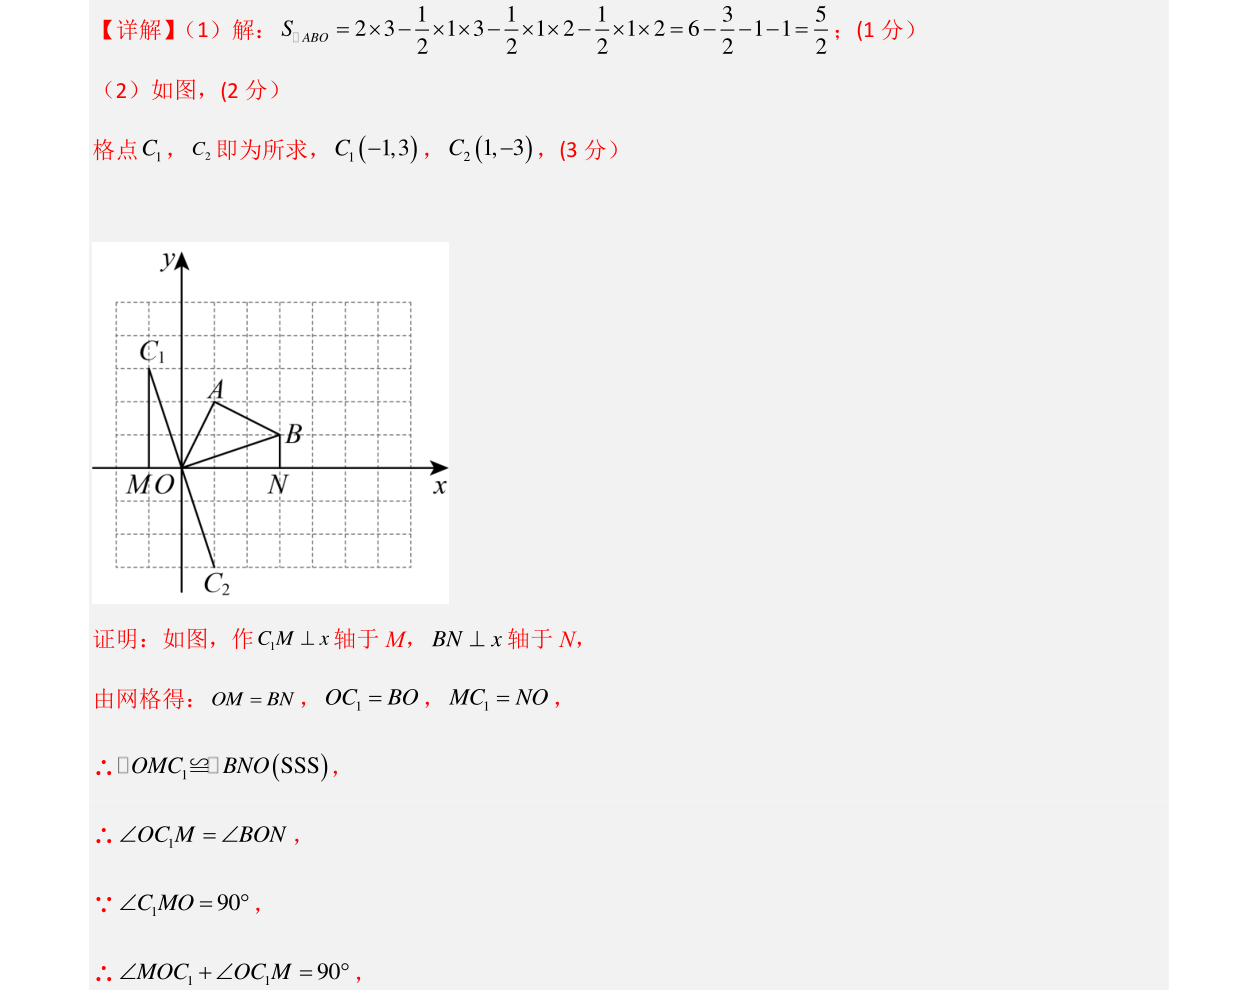 【详解】（1）解：S▯ABO = 2×3−1/2×1×3−1/2×1×2−1/2×1×2 = 6−3/2−1−1 = 5/2；(1 分）
（2）如图，(2 分）
格点 C₁，C₂ 即为所求，C₁(−1,3)，C₂(1,−3)，(3 分）
y
C₁
A
B
M O N x
C₂
证明：如图，作 C₁M ⊥ x 轴于 M，BN ⊥ x 轴于 N，
由网格得：OM = BN，OC₁ = BO，MC₁ = NO，
∴▯OMC₁≌▯BNO(SSS)，
∴∠OC₁M = ∠BON，
∵∠C₁MO = 90°，
∴∠MOC₁ + ∠OC₁M = 90°，